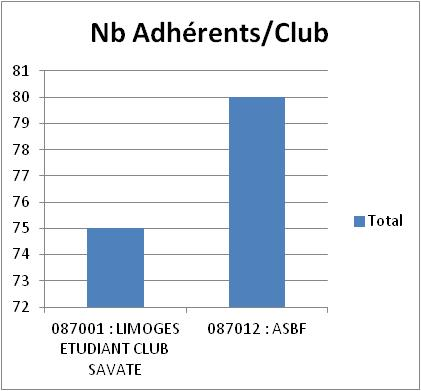 Nb Adhérents/Club
81
80
79
78
77
76
75
74
73
72
087001 : LIMOGES
ETUDIANT CLUB
SAVATE
087012 : ASBF
Total